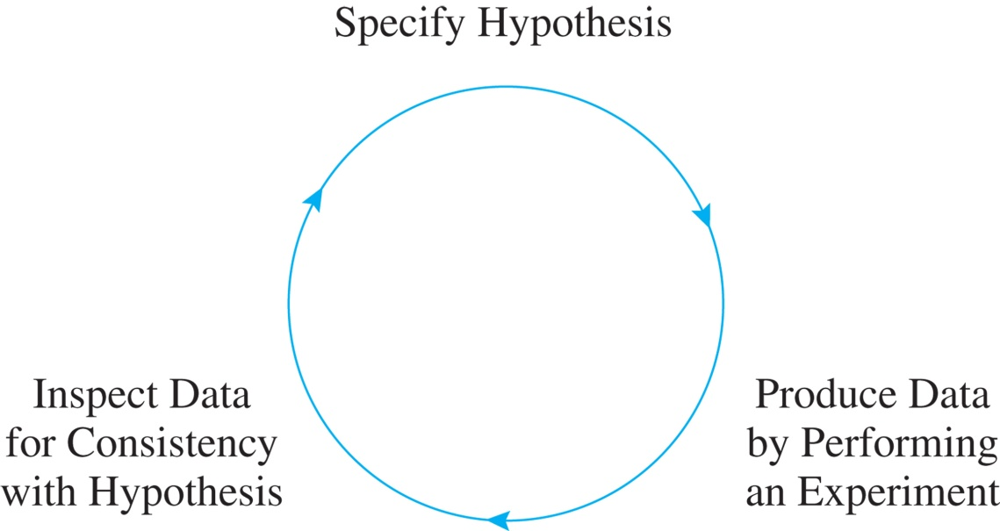 Specify Hypothesis
Inspect Data
for Consistency
with Hypothesis
Produce Data
by Performing
an Experiment